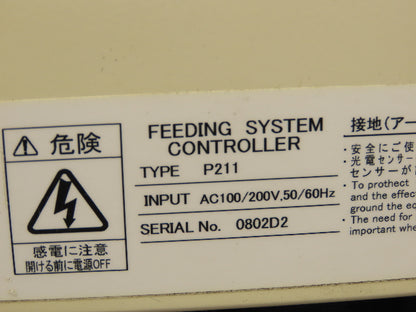 危険
感電に注意
開ける前に電源OFF
FEEDING SYSTEM
CONTROLLER
TYPE P211
INPUT AC100/200V,50/60Hz
SERIAL No. 0802D2
接地(アー
・安全にご使
・光電センサー
センサーが
・To prothect
and the effec
ground the eq
・The need for
important whe